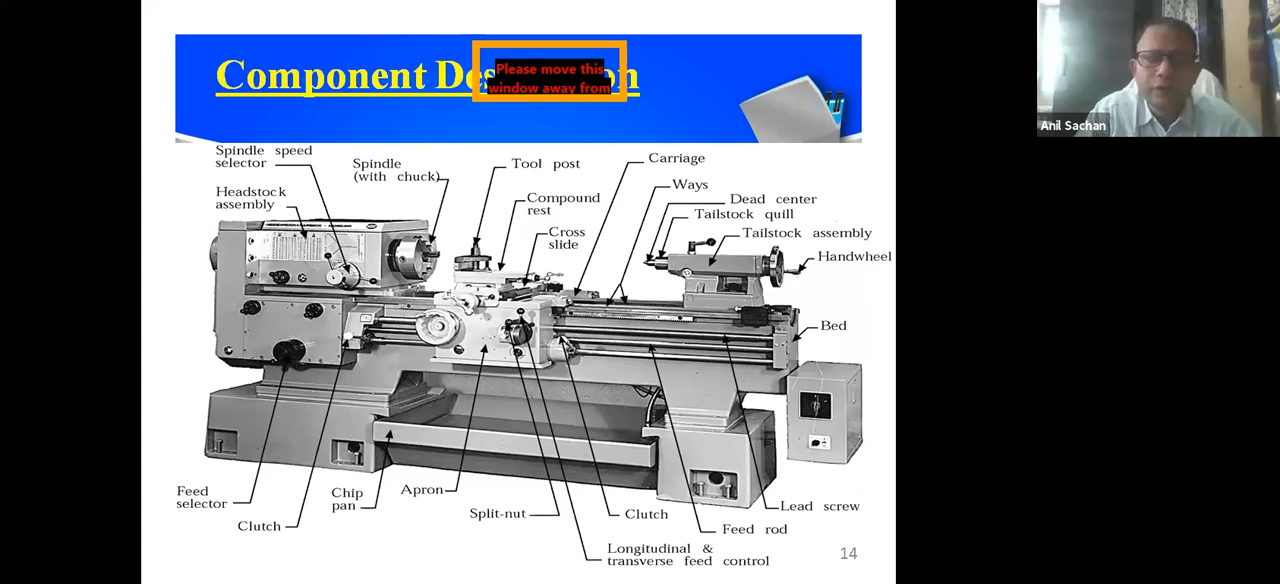 Component Des on
Please move this
window away from
Anil Sachan
Spindle speed
selector
Headstock
assembly
Spindle
(with chuck)
Tool post
Compound
rest
Cross
slide
Carriage
Ways
Dead center
Tailstock quill
Tailstock assembly
Handwheel
Bed
Feed
selector
Clutch
Chip
pan
Apron
Split-nut
Clutch
Lead screw
Feed rod
Longitudinal &
transverse feed control
14